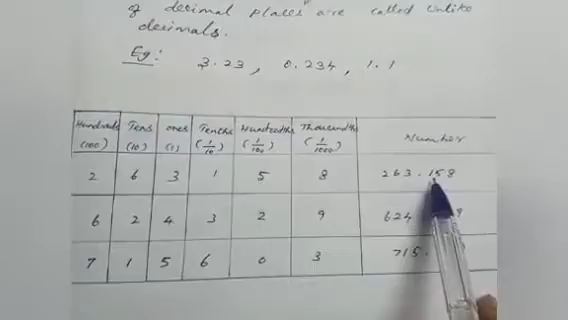 of decimal places are called unlike
decimals.
Eg: 3.23, 0.234, 1.1
Hundreds (100) Tens (10) ones (1) Tenths (1/10) Hundredths (1/100) Thousandths (1/1000) Number
2 6 3 1 5 8 263.158
6 2 4 3 2 9 624 9
7 1 5 6 0 3 715.